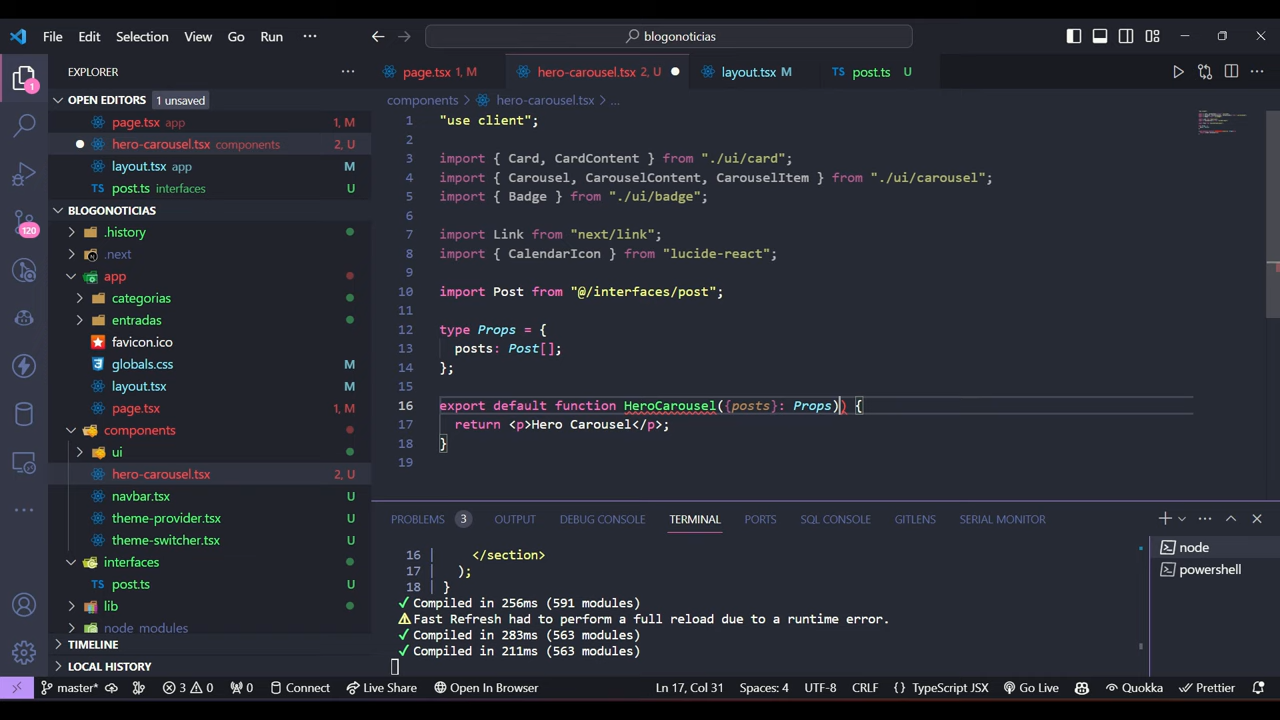 File Edit Selection View Go Run ··· blogonoticias
EXPLORER ···
OPEN EDITORS 1 unsaved
page.tsx app 1, M
hero-carousel.tsx components 2, U
layout.tsx app M
post.ts interfaces U
BLOGONOTICIAS
.history
.next
app
categorias
entradas
favicon.ico
globals.css M
layout.tsx M
page.tsx 1, M
components
ui
hero-carousel.tsx 2, U
navbar.tsx U
theme-provider.tsx U
theme-switcher.tsx U
interfaces
TS post.ts U
lib
node_modules
TIMELINE
LOCAL HISTORY
1
120
page.tsx 1, M hero-carousel.tsx 2, U layout.tsx M TS post.ts U
components > hero-carousel.tsx > ...
1 "use client";
2
3 import { Card, CardContent } from "./ui/card";
4 import { Carousel, CarouselContent, CarouselItem } from "./ui/carousel";
5 import { Badge } from "./ui/badge";
6
7 import Link from "next/link";
8 import { CalendarIcon } from "lucide-react";
9
10 import Post from "@/interfaces/post";
11
12 type Props = {
13 posts: Post[];
14 };
15
16 export default function HeroCarousel({posts}: Props)) {
17 return <p>Hero Carousel</p>;
18 }
19
PROBLEMS 3 OUTPUT DEBUG CONSOLE TERMINAL PORTS SQL CONSOLE GITLENS SERIAL MONITOR
16 | </section>
17 | );
18 | }
✓ Compiled in 256ms (591 modules)
⚠ Fast Refresh had to perform a full reload due to a runtime error.
✓ Compiled in 283ms (563 modules)
✓ Compiled in 211ms (563 modules)
node
powershell
master* 3 0 0 Connect Live Share Open In Browser Ln 17, Col 31 Spaces: 4 UTF-8 CRLF {} TypeScript JSX Go Live Quokka Prettier